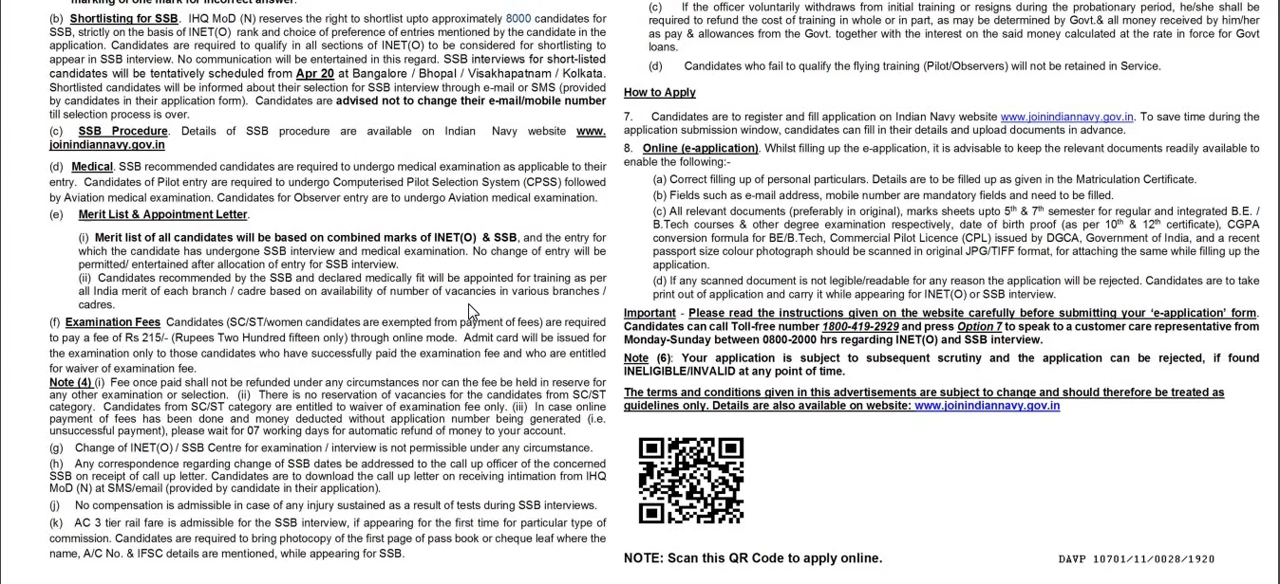 marking of one mark for incorrect answer.
(b) Shortlisting for SSB. IHQ MoD (N) reserves the right to shortlist upto approximately 8000 candidates for
SSB, strictly on the basis of INET(O) rank and choice of preference of entries mentioned by the candidate in the
application. Candidates are required to qualify in all sections of INET(O) to be considered for shortlisting to
appear in SSB interview. No communication will be entertained in this regard. SSB interviews for short-listed
candidates will be tentatively scheduled from Apr 20 at Bangalore / Bhopal / Visakhapatnam / Kolkata.
Shortlisted candidates will be informed about their selection for SSB interview through e-mail or SMS (provided
by candidates in their application form). Candidates are advised not to change their e-mail/mobile number
till selection process is over.
(c) SSB Procedure. Details of SSB procedure are available on Indian Navy website www.
joinindiannavy.gov.in
(d) Medical. SSB recommended candidates are required to undergo medical examination as applicable to their
entry. Candidates of Pilot entry are required to undergo Computerised Pilot Selection System (CPSS) followed
by Aviation medical examination. Candidates for Observer entry are to undergo Aviation medical examination.
(e) Merit List & Appointment Letter.
(i) Merit list of all candidates will be based on combined marks of INET(O) & SSB, and the entry for
which the candidate has undergone SSB interview and medical examination. No change of entry will be
permitted/ entertained after allocation of entry for SSB interview.
(ii) Candidates recommended by the SSB and declared medically fit will be appointed for training as per
all India merit of each branch / cadre based on availability of number of vacancies in various branches /
cadres.
(f) Examination Fees Candidates (SC/ST/women candidates are exempted from payment of fees) are required
to pay a fee of Rs 215/- (Rupees Two Hundred fifteen only) through online mode. Admit card will be issued for
the examination only to those candidates who have successfully paid the examination fee and who are entitled
for waiver of examination fee.
Note (4) (i) Fee once paid shall not be refunded under any circumstances nor can the fee be held in reserve for
any other examination or selection. (ii) There is no reservation of vacancies for the candidates from SC/ST
category. Candidates from SC/ST category are entitled to waiver of examination fee only. (iii) In case online
payment of fees has been done and money deducted without application number being generated (i.e.
unsuccessful payment), please wait for 07 working days for automatic refund of money to your account.
(g) Change of INET(O) / SSB Centre for examination / interview is not permissible under any circumstance.
(h) Any correspondence regarding change of SSB dates be addressed to the call up officer of the concerned
SSB on receipt of call up letter. Candidates are to download the call up letter on receiving intimation from IHQ
MoD (N) at SMS/email (provided by candidate in their application).
(j) No compensation is admissible in case of any injury sustained as a result of tests during SSB interviews.
(k) AC 3 tier rail fare is admissible for the SSB interview, if appearing for the first time for particular type of
commission. Candidates are required to bring photocopy of the first page of pass book or cheque leaf where the
name, A/C No. & IFSC details are mentioned, while appearing for SSB.
(c) If the officer voluntarily withdraws from initial training or resigns during the probationary period, he/she shall be
required to refund the cost of training in whole or in part, as may be determined by Govt.& all money received by him/her
as pay & allowances from the Govt. together with the interest on the said money calculated at the rate in force for Govt
loans.
(d) Candidates who fail to qualify the flying training (Pilot/Observers) will not be retained in Service.
How to Apply
7. Candidates are to register and fill application on Indian Navy website www.joinindiannavy.gov.in. To save time during the
application submission window, candidates can fill in their details and upload documents in advance.
8. Online (e-application). Whilst filling up the e-application, it is advisable to keep the relevant documents readily available to
enable the following:-
(a) Correct filling up of personal particulars. Details are to be filled up as given in the Matriculation Certificate.
(b) Fields such as e-mail address, mobile number are mandatory fields and need to be filled.
(c) All relevant documents (preferably in original), marks sheets upto 5th & 7th semester for regular and integrated B.E. /
B.Tech courses & other degree examination respectively, date of birth proof (as per 10th & 12th certificate), CGPA
conversion formula for BE/B.Tech, Commercial Pilot Licence (CPL) issued by DGCA, Government of India, and a recent
passport size colour photograph should be scanned in original JPG/TIFF format, for attaching the same while filling up the
application.
(d) If any scanned document is not legible/readable for any reason the application will be rejected. Candidates are to take
print out of application and carry it while appearing for INET(O) or SSB interview.
Important - Please read the instructions given on the website carefully before submitting your 'e-application' form.
Candidates can call Toll-free number 1800-419-2929 and press Option 7 to speak to a customer care representative from
Monday-Sunday between 0800-2000 hrs regarding INET(O) and SSB interview.
Note (6): Your application is subject to subsequent scrutiny and the application can be rejected, if found
INELIGIBLE/INVALID at any point of time.
The terms and conditions given in this advertisements are subject to change and should therefore be treated as
guidelines only. Details are also available on website: www.joinindiannavy.gov.in
NOTE: Scan this QR Code to apply online.
DAVP 10701/11/0028/1920